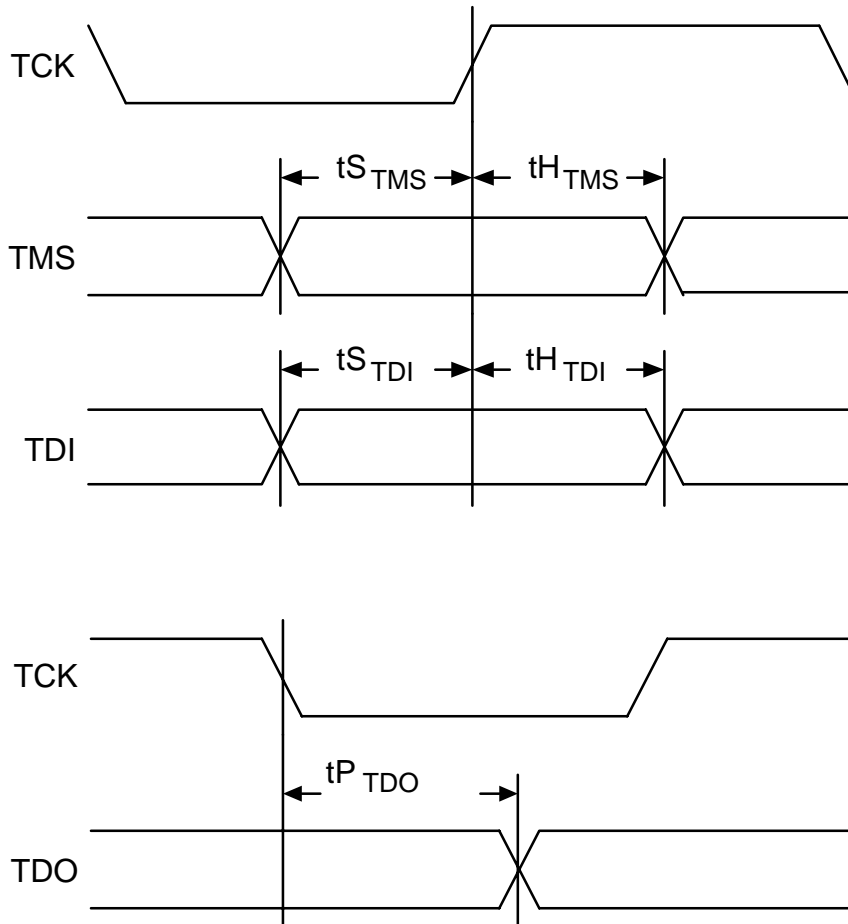 TCK
tS TMS
tH TMS
TMS
tS TDI
tH TDI
TDI
TCK
tP TDO
TDO